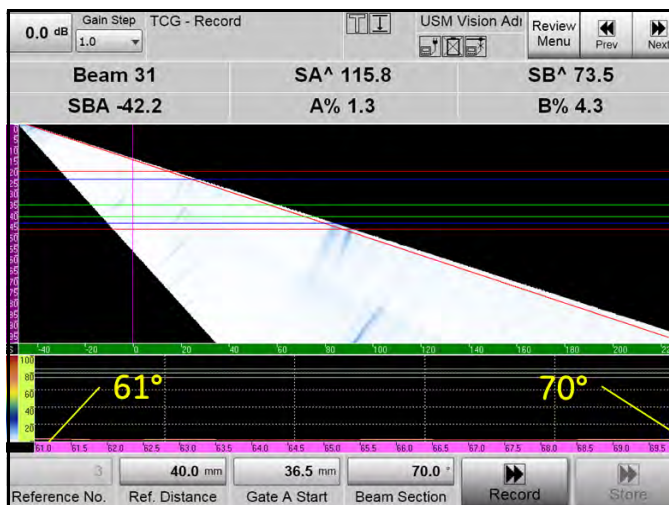 0.0 dB Gain Step 1.0 TCG - Record USM Vision Adı Review Menu Prev Next
Beam 31 SA^ 115.8 SB^ 73.5
SBA -42.2 A% 1.3 B% 4.3
-40 -20 0 20 40 60 80 100 120 140 160 180 200 22
100
80
60
40
20
61° 70°
61.0 61.5 62.0 62.5 63.0 63.5 64.0 64.5 65.0 65.5 66.0 66.5 67.0 67.5 68.0 68.5 69.0 69.5
3 40.0 mm 36.5 mm 70.0 °
Reference No. Ref. Distance Gate A Start Beam Section Record Store